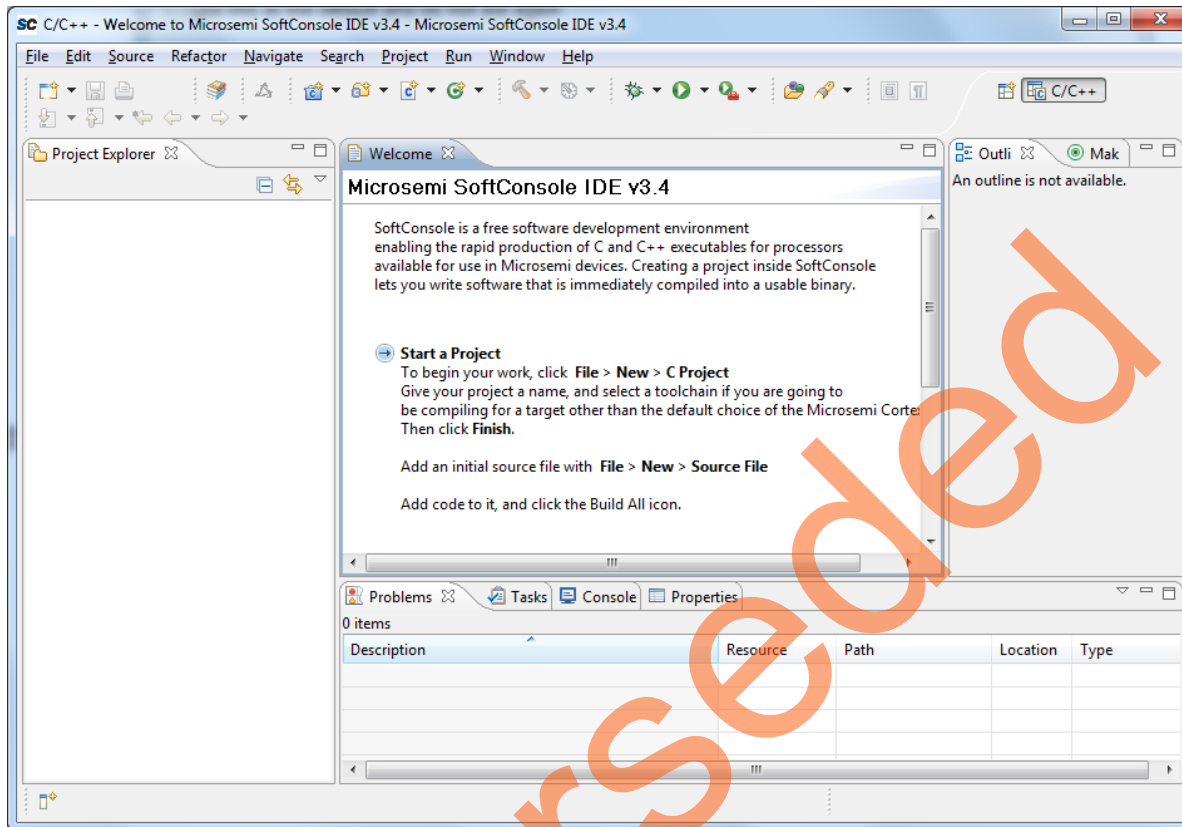 SC C/C++ - Welcome to Microsemi SoftConsole IDE v3.4 - Microsemi SoftConsole IDE v3.4
File Edit Source Refactor Navigate Search Project Run Window Help
C/C++
Project Explorer
Welcome
Outli
Mak
Microsemi SoftConsole IDE v3.4
An outline is not available.
SoftConsole is a free software development environment
enabling the rapid production of C and C++ executables for processors
available for use in Microsemi devices. Creating a project inside SoftConsole
lets you write software that is immediately compiled into a usable binary.
Start a Project
To begin your work, click File > New > C Project
Give your project a name, and select a toolchain if you are going to
be compiling for a target other than the default choice of the Microsemi Corte
Then click Finish.
Add an initial source file with File > New > Source File
Add code to it, and click the Build All icon.
Problems Tasks Console Properties
0 items
Description Resource Path Location Type
rseded